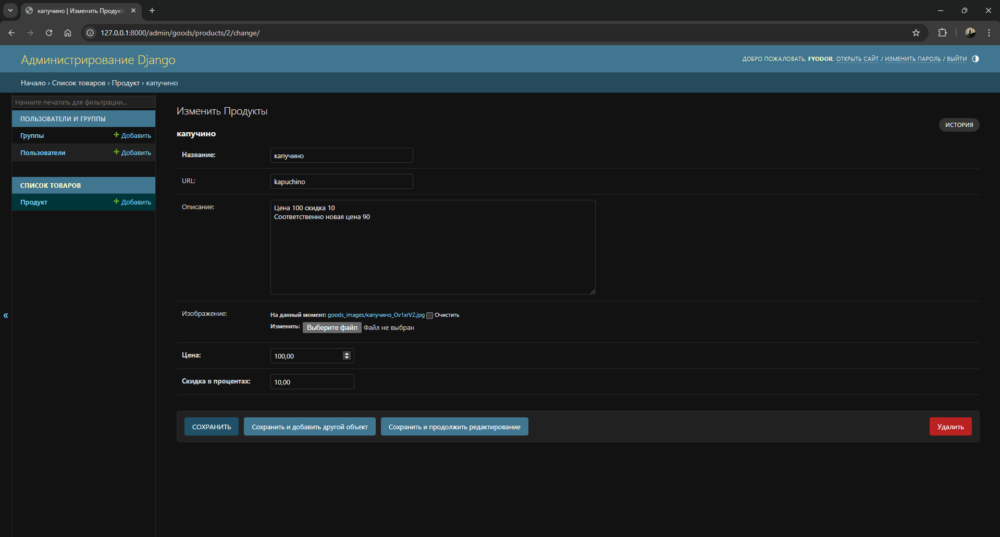 капучино | Изменить Продукт
127.0.0.1:8000/admin/goods/products/2/change/
Администрирование Django
ДОБРО ПОЖАЛОВАТЬ, FYODOR. ОТКРЫТЬ САЙТ / ИЗМЕНИТЬ ПАРОЛЬ / ВЫЙТИ
Начало › Список товаров › Продукт › капучино
Начните печатать для фильтрации...
ПОЛЬЗОВАТЕЛИ И ГРУППЫ
Группы Добавить
Пользователи Добавить
СПИСОК ТОВАРОВ
Продукт Добавить
«
Изменить Продукты
ИСТОРИЯ
капучино
Название: капучино
URL: kapuchino
Описание: Цена 100 скидка 10
Соответственно новая цена 90
Изображение: На данный момент: goods_images/капучино_Ov1xrVZ.jpg Очистить
Изменить: Выберите файл Файл не выбран
Цена: 100,00
Скидка в процентах: 10,00
СОХРАНИТЬ Сохранить и добавить другой объект Сохранить и продолжить редактирование Удалить